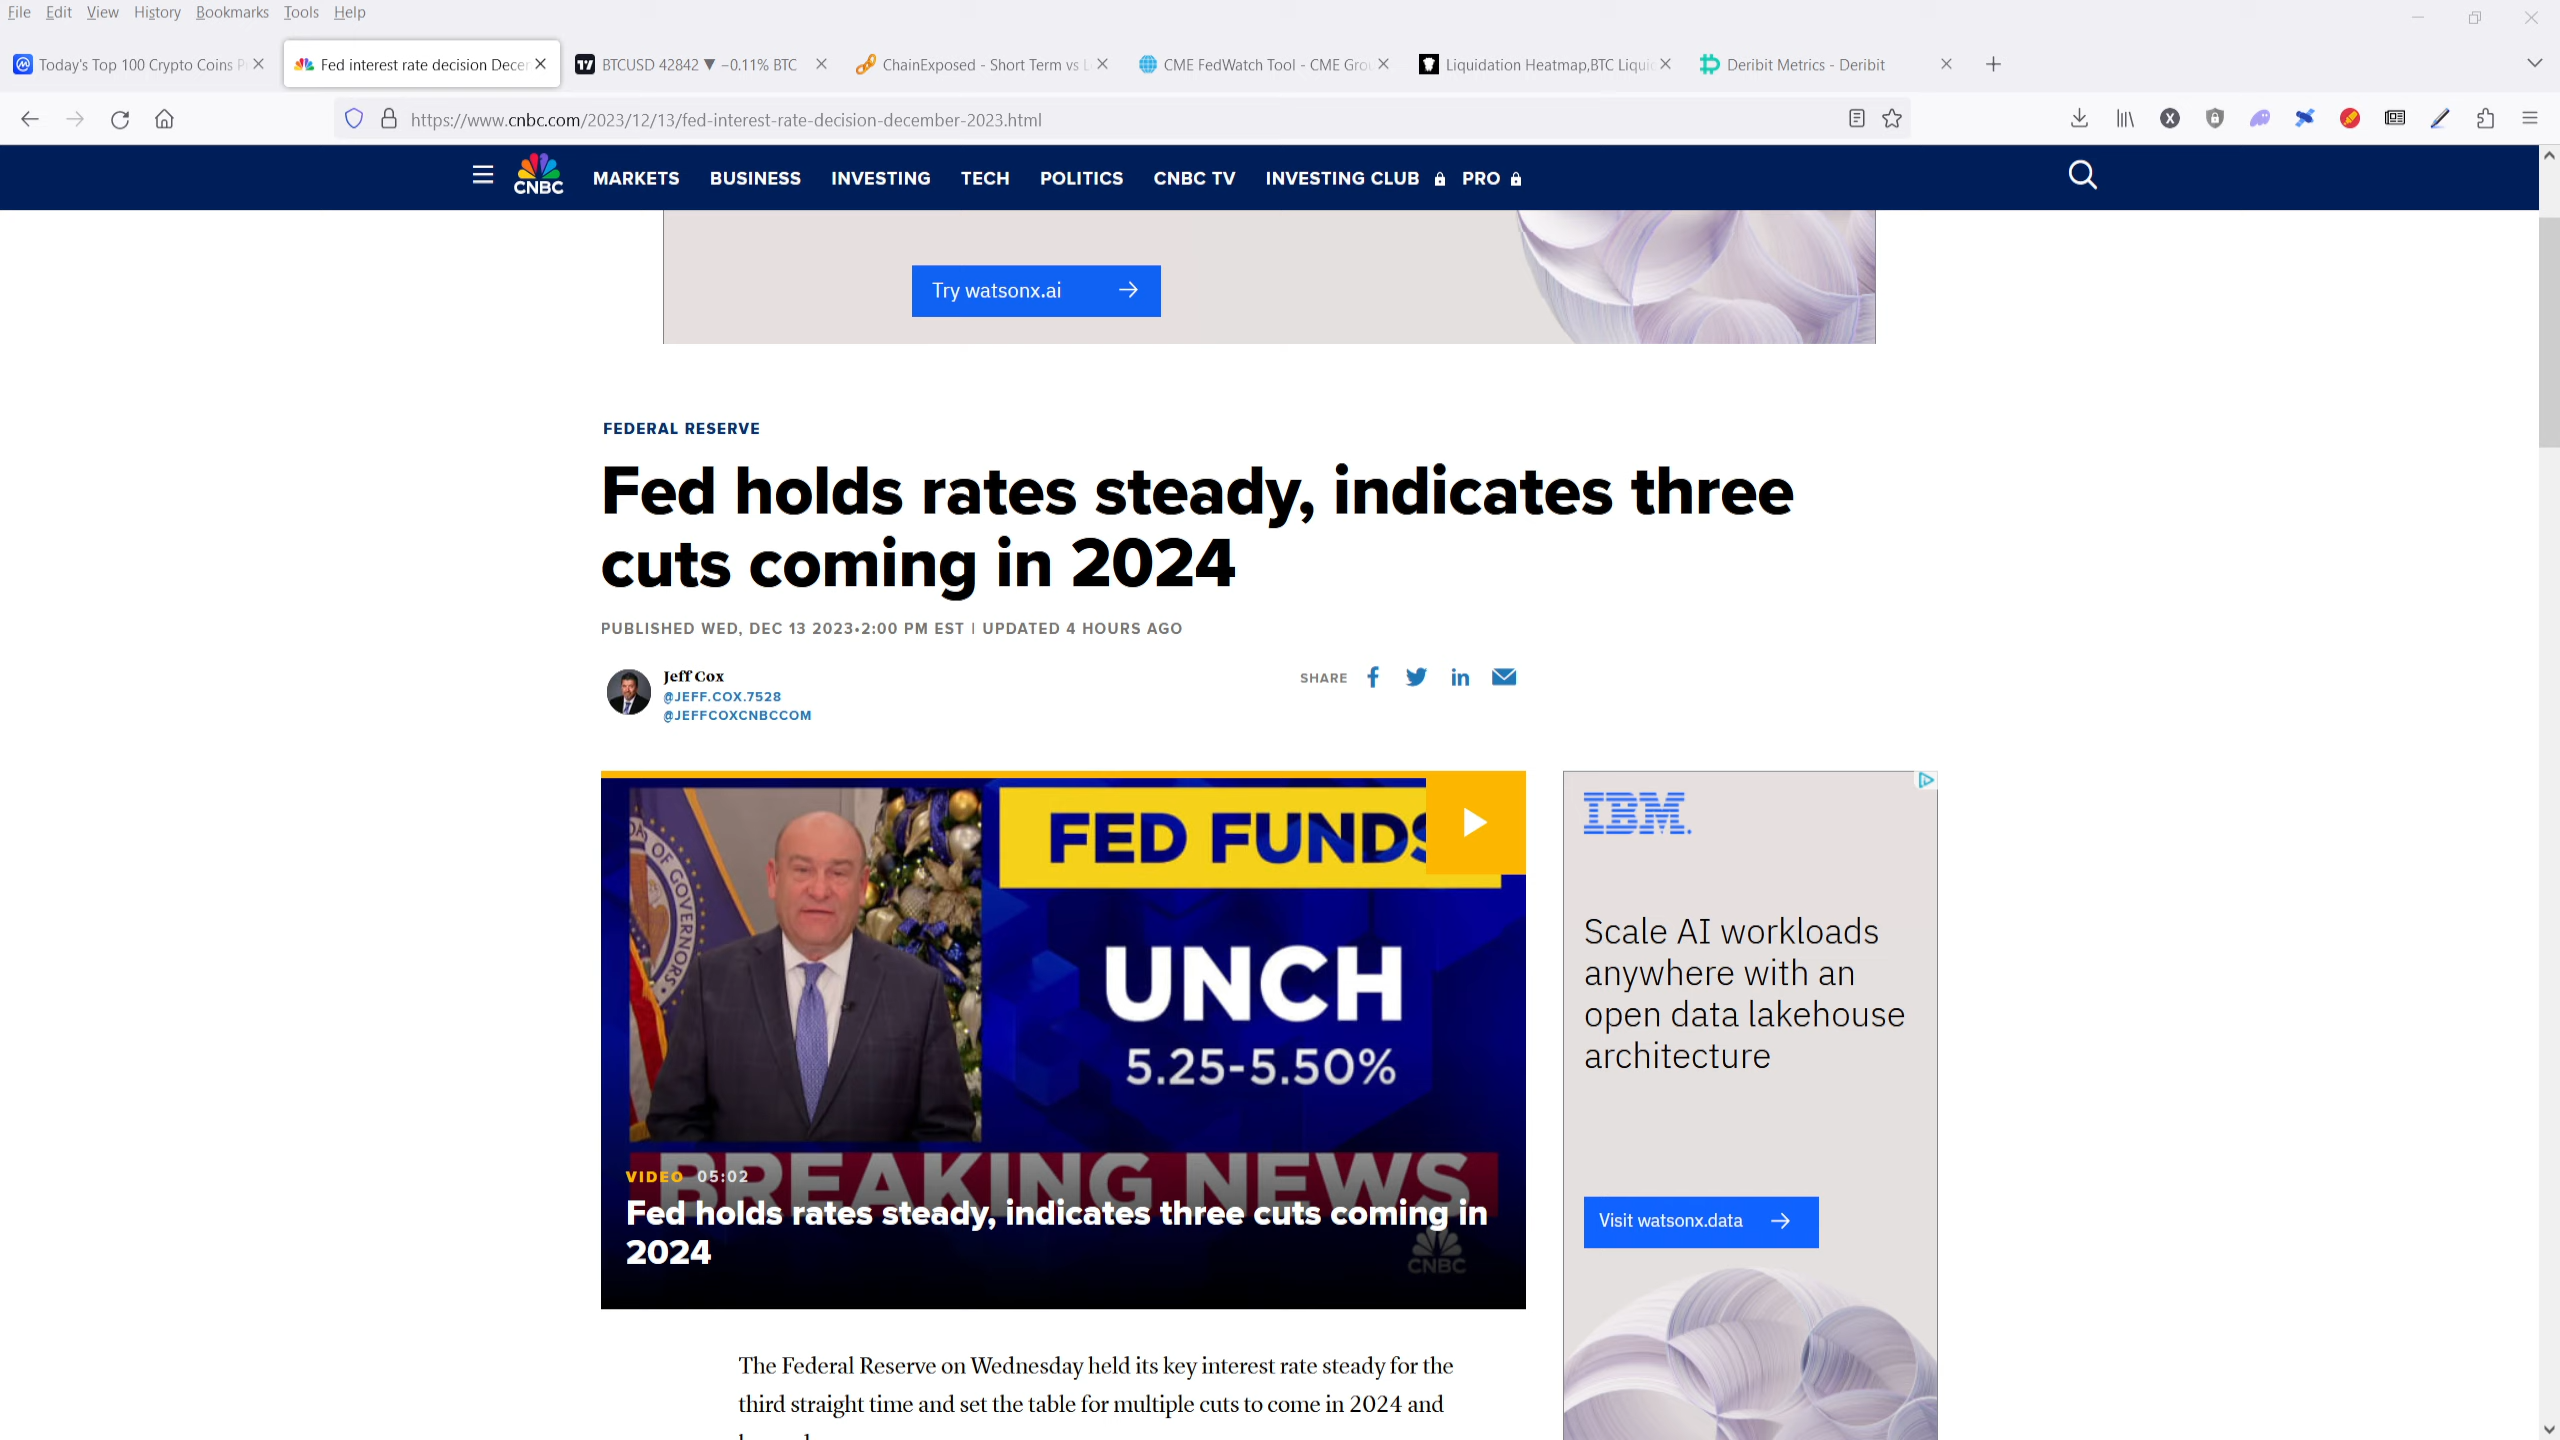 File Edit View History Bookmarks Tools Help
Today's Top 100 Crypto Coins P
Fed interest rate decision Decer
BTCUSD 42842 ▼ −0.11% BTC
ChainExposed - Short Term vs L
CME FedWatch Tool - CME Grou
Liquidation Heatmap,BTC Liquid
Deribit Metrics - Deribit
https://www.cnbc.com/2023/12/13/fed-interest-rate-decision-december-2023.html
CNBC
MARKETS BUSINESS INVESTING TECH POLITICS CNBC TV INVESTING CLUB PRO
Try watsonx.ai
FEDERAL RESERVE
Fed holds rates steady, indicates three
cuts coming in 2024
PUBLISHED WED, DEC 13 2023•2:00 PM EST | UPDATED 4 HOURS AGO
Jeff Cox
@JEFF.COX.7528
@JEFFCOXCNBCCOM
SHARE
OF GOVERNORS
FED FUNDS
UNCH
5.25-5.50%
BREAKING NEWS
VIDEO 05:02
Fed holds rates steady, indicates three cuts coming in
2024
CNBC
IBM.
Scale AI workloads
anywhere with an
open data lakehouse
architecture
Visit watsonx.data
The Federal Reserve on Wednesday held its key interest rate steady for the
third straight time and set the table for multiple cuts to come in 2024 and